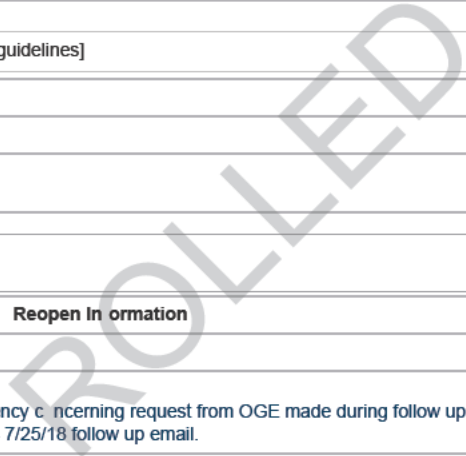 guidelines]
ROLLED
Reopen In ormation
ncy c ncerning request from OGE made during follow up
7/25/18 follow up email.